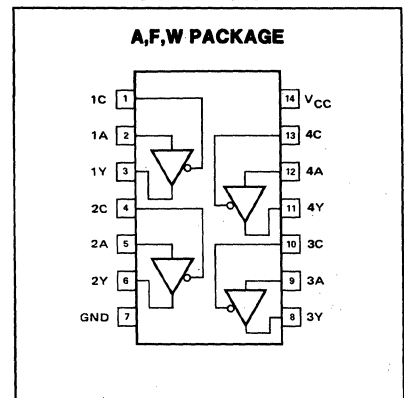 A,F,W PACKAGE
1C 1 14 VCC
1A 2 13 4C
1Y 3 12 4A
2C 4 11 4Y
2A 5 10 3C
2Y 6 9 3A
GND 7 8 3Y